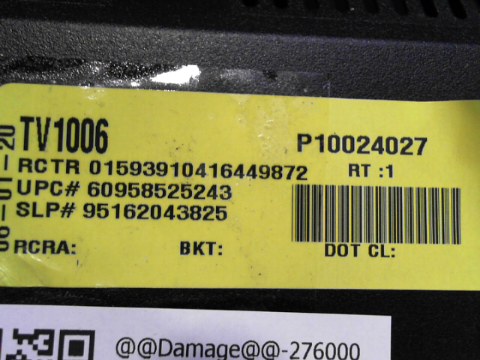 TV1006 P10024027
RCTR 01593910416449872 RT :1
UPC# 60958525243
SLP# 95162043825
RCRA: BKT: DOT CL:
@@Damage@@-276000